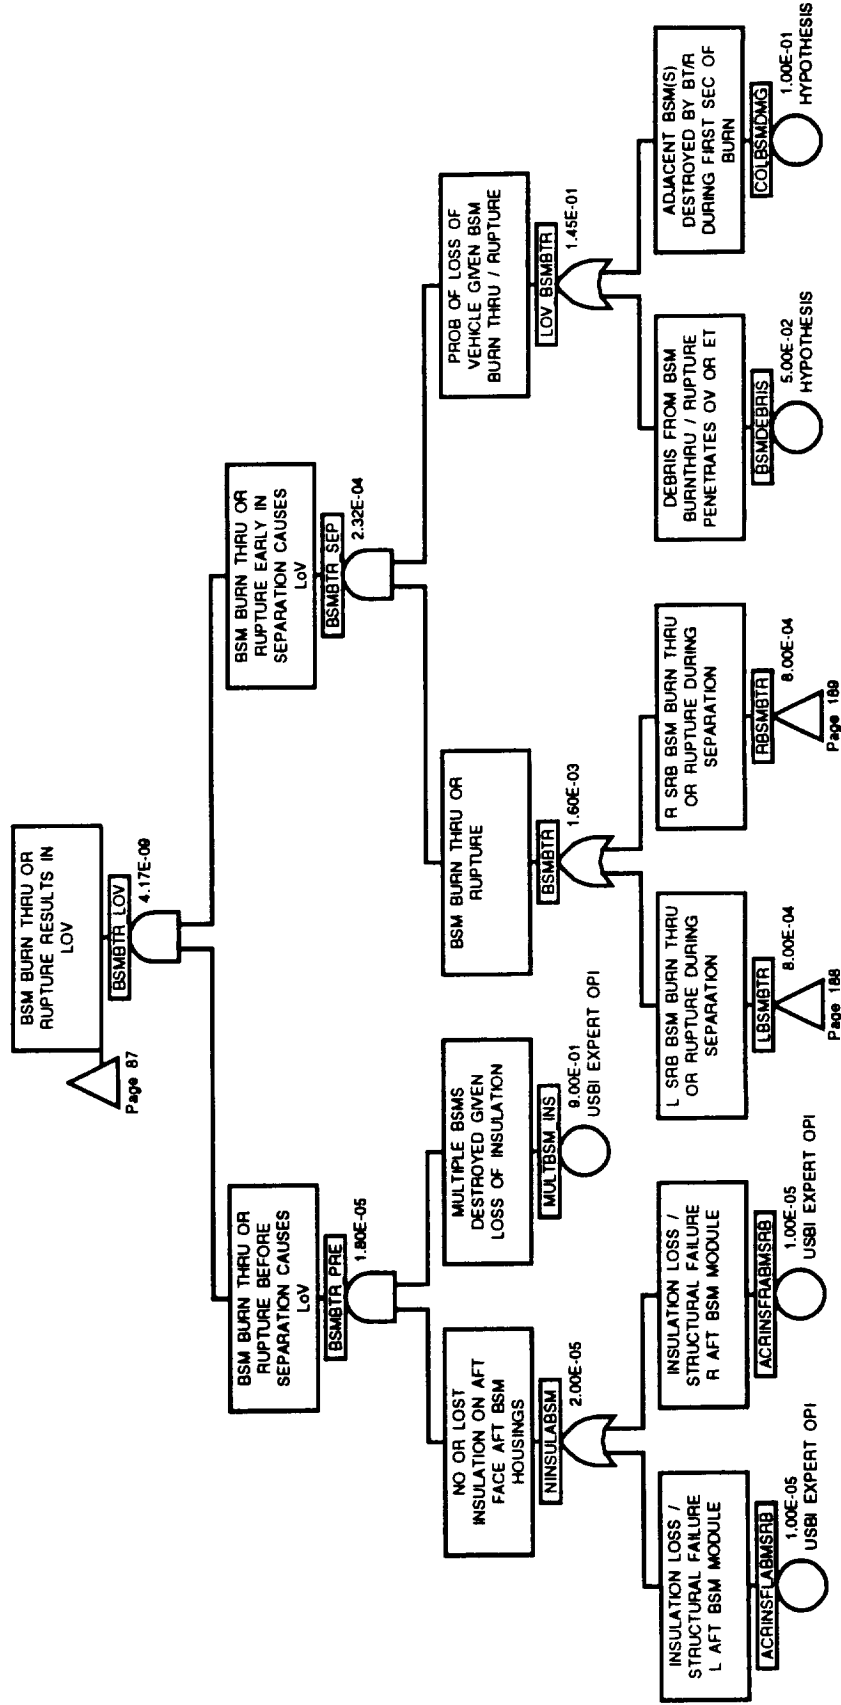 BSM BURN THRU OR
RUPTURE RESULTS IN
LOV
BSMBTR_LOV
4.17E-09
Page 87
BSM BURN THRU OR
RUPTURE BEFORE
SEPARATION CAUSES
LoV
BSMBTR_PRE
1.80E-05
BSM BURN THRU OR
RUPTURE EARLY IN
SEPARATION CAUSES
LoV
BSMBTR_SEP
2.32E-04
NO OR LOST
INSULATION ON AFT
FACE AFT BSM
HOUSINGS
NINSULABSM
2.00E-05
MULTIPLE BSMS
DESTROYED GIVEN
LOSS OF INSULATION
MULTBSM_INS
9.00E-01
USBI EXPERT OPI
BSM BURN THRU OR
RUPTURE
BSMBTR
1.60E-03
PROB OF LOSS OF
VEHICLE GIVEN BSM
BURN THRU / RUPTURE
LOV_BSMBTR
1.45E-01
INSULATION LOSS /
STRUCTURAL FAILURE
L AFT BSM MODULE
ACRINSFLABMSRB
1.00E-05
USBI EXPERT OPI
INSULATION LOSS /
STRUCTURAL FAILURE
R AFT BSM MODULE
ACRINSFRABMSRB
1.00E-05
USBI EXPERT OPI
L SRB BSM BURN THRU
OR RUPTURE DURING
SEPARATION
LBSMBTR
8.00E-04
Page 188
R SRB BSM BURN THRU
OR RUPTURE DURING
SEPARATION
RBSMBTR
8.00E-04
Page 189
DEBRIS FROM BSM
BURNTHRU / RUPTURE
PENETRATES OV OR ET
BSMDEBRIS
5.00E-02
HYPOTHESIS
ADJACENT BSM(S)
DESTROYED BY BT/R
DURING FIRST SEC OF
BURN
COLBSMDMG
1.00E-01
HYPOTHESIS